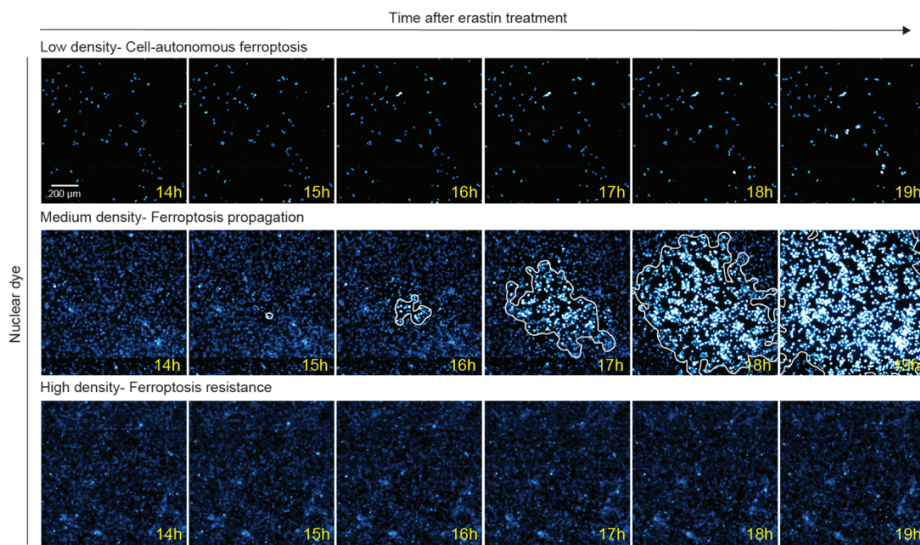 Time after erastin treatment
Low density- Cell-autonomous ferroptosis
200 µm
14h
15h
16h
17h
18h
19h
Medium density- Ferroptosis propagation
14h
15h
16h
17h
18h
19h
High density- Ferroptosis resistance
14h
15h
16h
17h
18h
19h
Nuclear dye